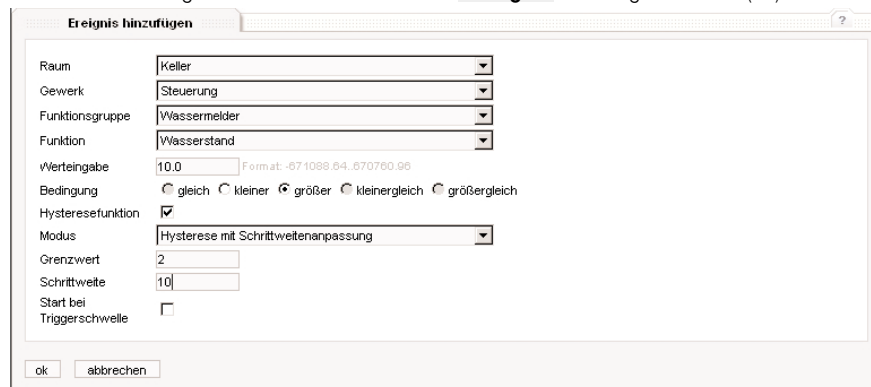 Ereignis hinzufügen
?
Raum Keller
Gewerk Steuerung
Funktionsgruppe Wassermelder
Funktion Wasserstand
Werteingabe 10.0 Format: -671088.64..670760.96
Bedingung gleich kleiner größer kleinergleich größergleich
Hysteresefunktion
Modus Hysterese mit Schrittweitenanpassung
Grenzwert 2
Schrittweite 10
Start bei
Triggerschwelle
ok abbrechen